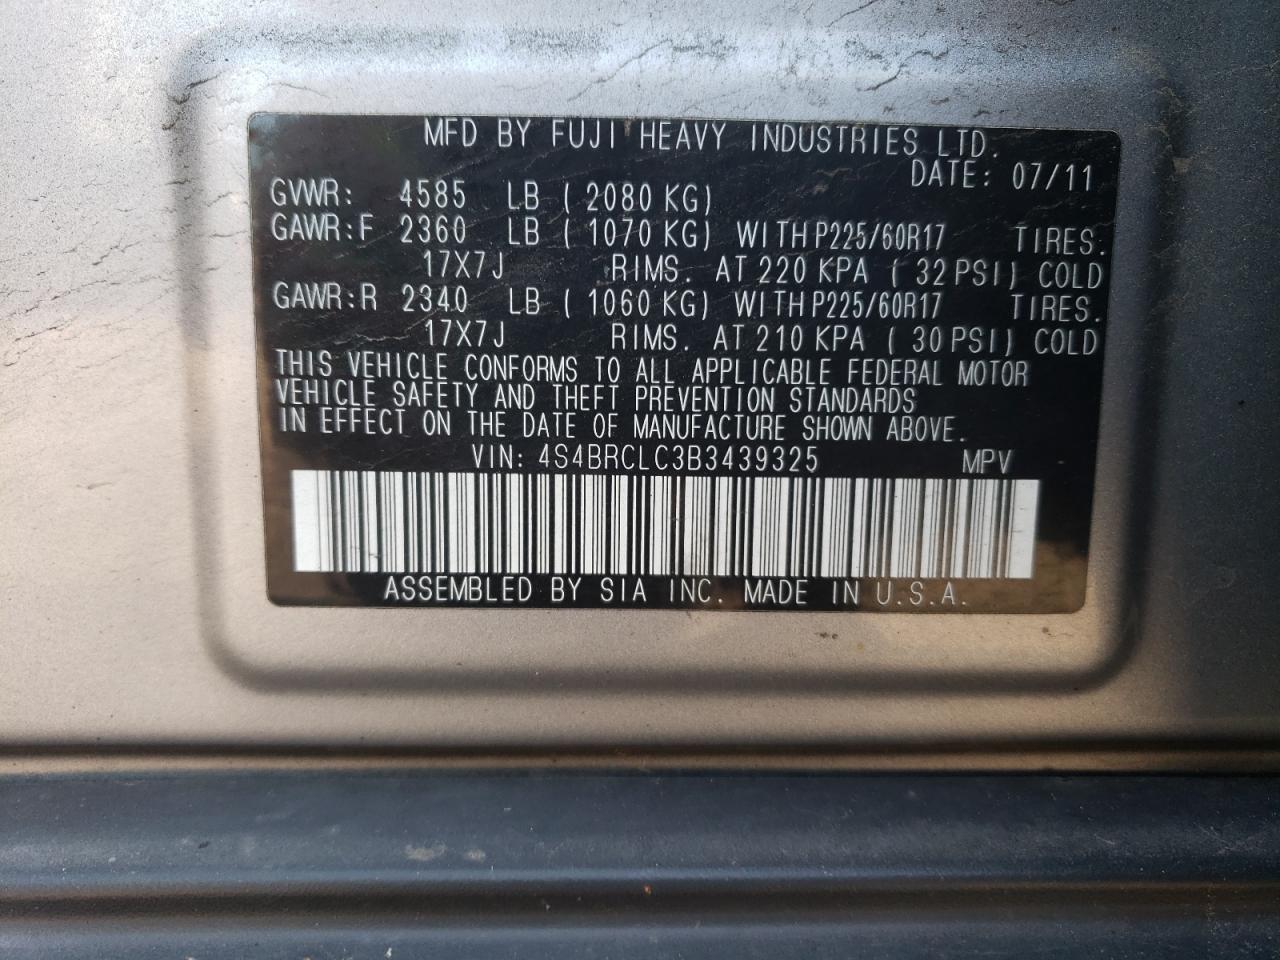 MFD BY FUJI HEAVY INDUSTRIES LTD.
DATE: 07/11
GVWR: 4585 LB ( 2080 KG)
GAWR:F 2360 LB ( 1070 KG) WITH P225/60R17 TIRES.
17X7J RIMS. AT 220 KPA ( 32 PSI) COLD
GAWR:R 2340 LB ( 1060 KG) WITH P225/60R17 TIRES.
17X7J RIMS. AT 210 KPA ( 30 PSI) COLD
THIS VEHICLE CONFORMS TO ALL APPLICABLE FEDERAL MOTOR
VEHICLE SAFETY AND THEFT PREVENTION STANDARDS
IN EFFECT ON THE DATE OF MANUFACTURE SHOWN ABOVE.
VIN: 4S4BRCLC3B3439325 MPV
ASSEMBLED BY SIA INC. MADE IN U.S.A.